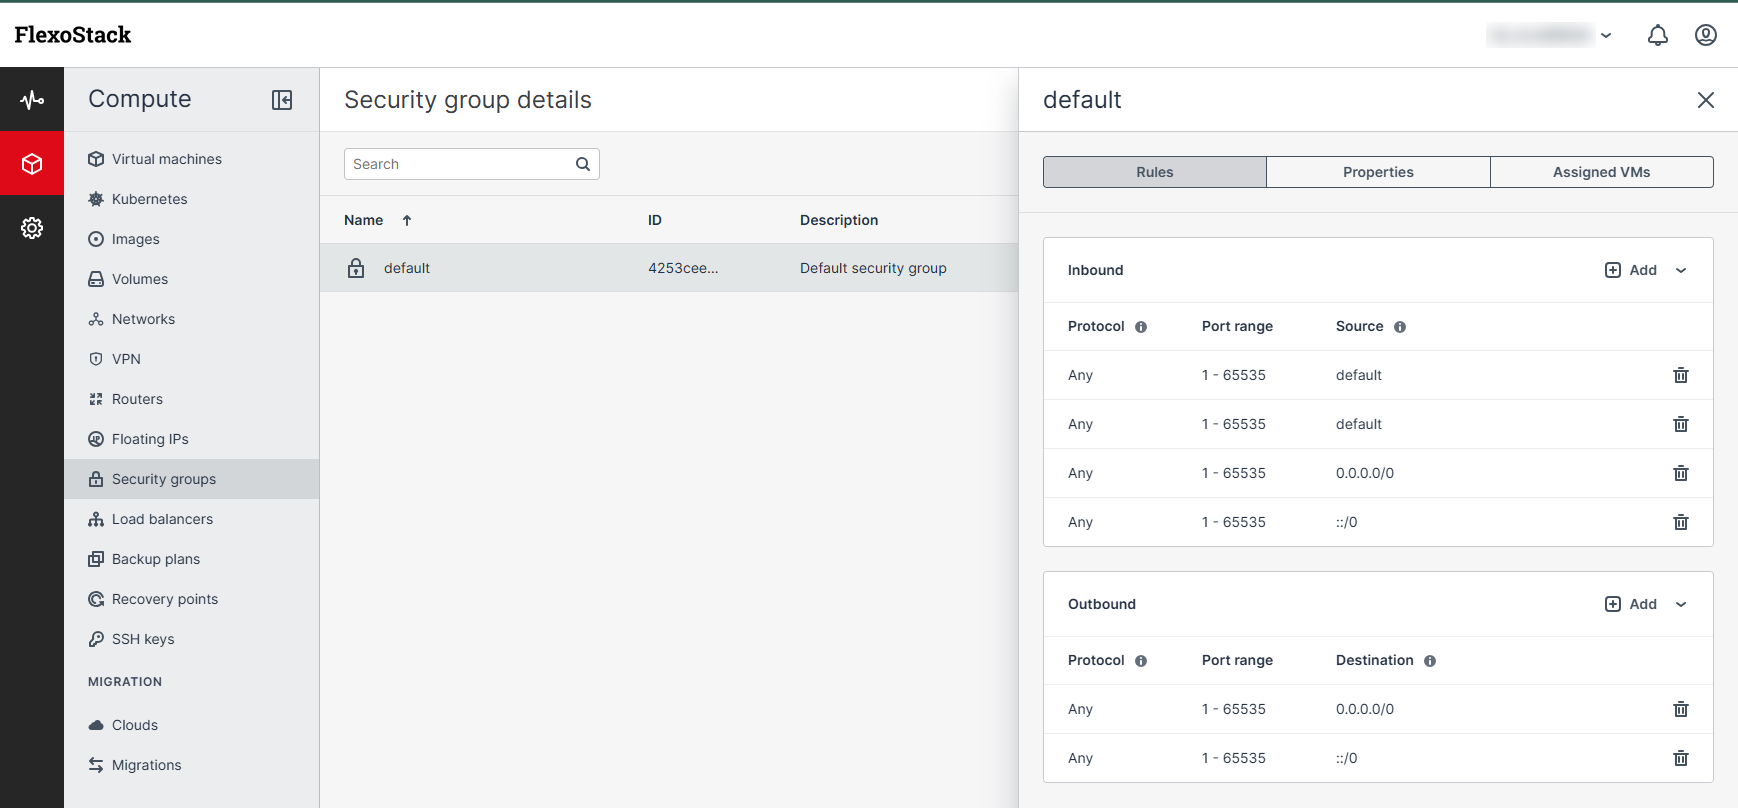 FlexoStack
Compute
Virtual machines
Kubernetes
Images
Volumes
Networks
VPN
Routers
Floating IPs
Security groups
Load balancers
Backup plans
Recovery points
SSH keys
MIGRATION
Clouds
Migrations
Security group details
Search
Name ID Description
default 4253cee... Default security group
default
Rules Properties Assigned VMs
Inbound Add
Protocol Port range Source
Any 1 - 65535 default
Any 1 - 65535 default
Any 1 - 65535 0.0.0.0/0
Any 1 - 65535 ::/0
Outbound Add
Protocol Port range Destination
Any 1 - 65535 0.0.0.0/0
Any 1 - 65535 ::/0